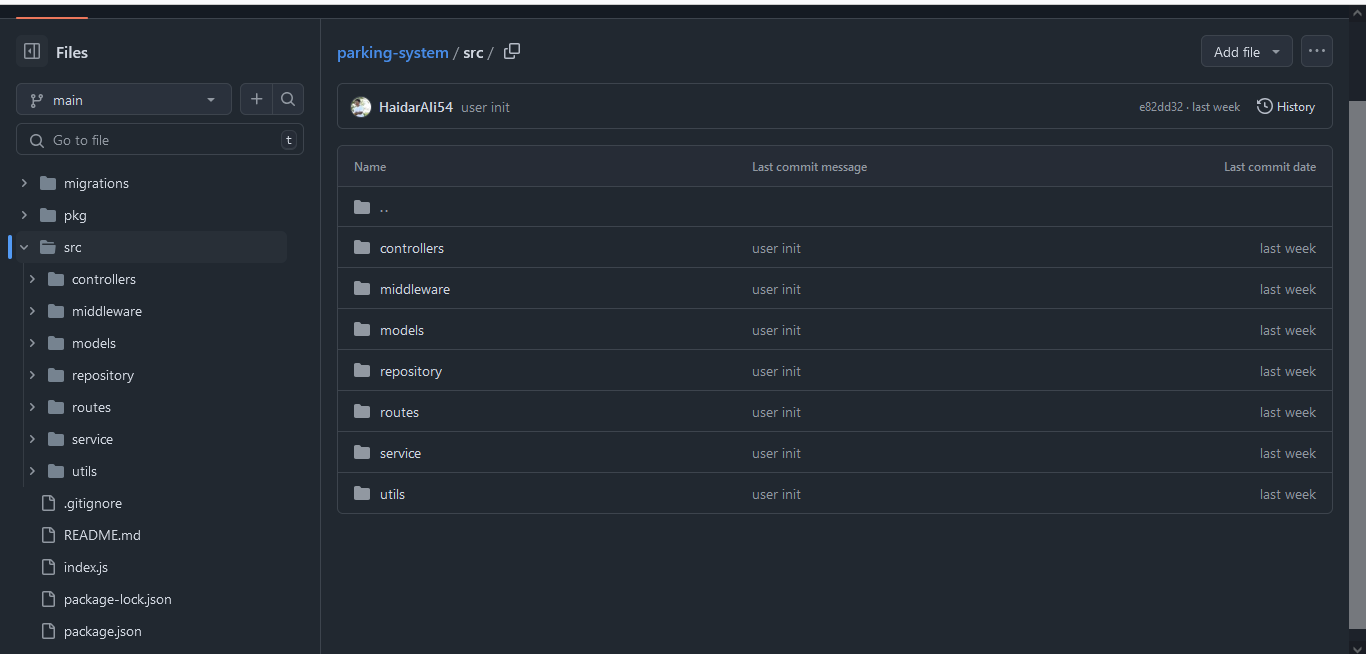 Files
main
Go to file
t
migrations
pkg
src
controllers
middleware
models
repository
routes
service
utils
.gitignore
README.md
index.js
package-lock.json
package.json
parking-system / src /
Add file
HaidarAli54 user init
e82dd32 · last week
History
Name Last commit message Last commit date
..
controllers user init last week
middleware user init last week
models user init last week
repository user init last week
routes user init last week
service user init last week
utils user init last week